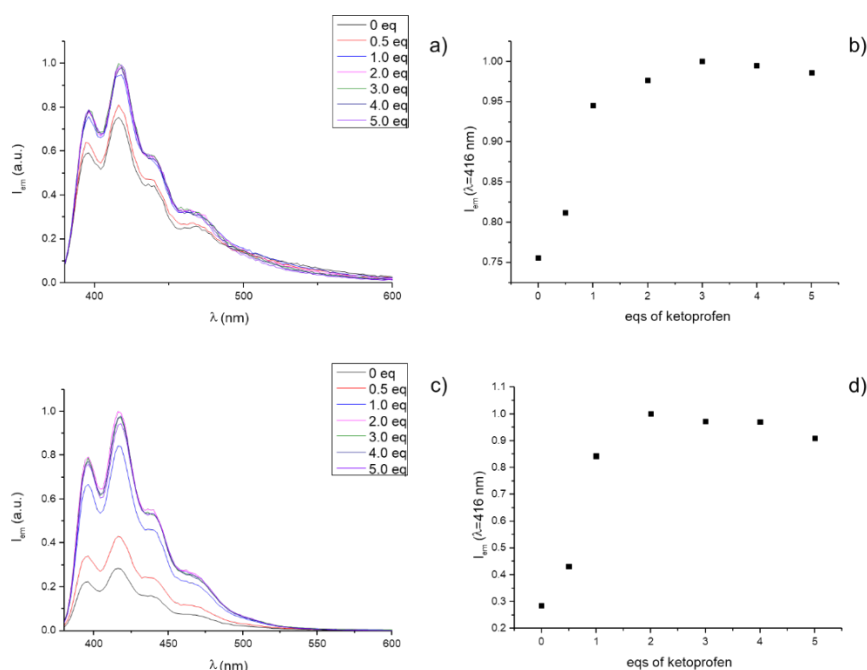 a)
0 eq
0.5 eq
1.0 eq
2.0 eq
3.0 eq
4.0 eq
5.0 eq
1.0
0.8
0.6
0.4
0.2
0.0
I em (a.u.)
400 450 500 550 600
λ (nm)
b)
1.00
0.95
0.90
0.85
0.80
0.75
I em (λ=416 nm)
0 1 2 3 4 5
eqs of ketoprofen
c)
0 eq
0.5 eq
1.0 eq
2.0 eq
3.0 eq
4.0 eq
5.0 eq
1.0
0.8
0.6
0.4
0.2
0.0
I em (a.u.)
400 450 500 550 600
λ (nm)
d)
1.1
1.0
0.9
0.8
0.7
0.6
0.5
0.4
0.3
0.2
I em (λ=416 nm)
0 1 2 3 4 5
eqs of ketoprofen